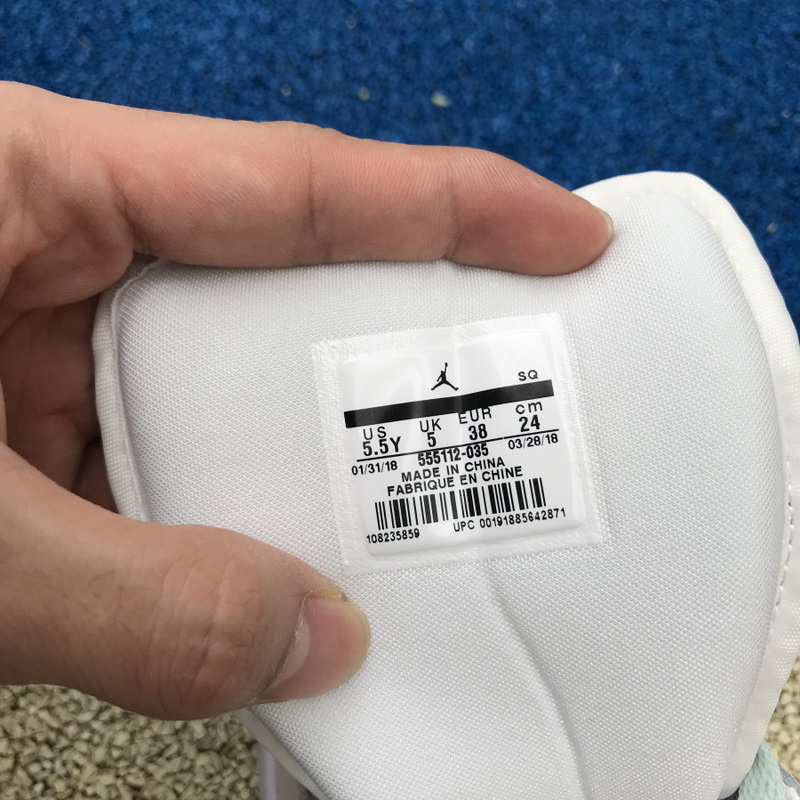 SQ
US UK EUR cm
5.5Y 5 38 24
01/31/18 555112-035 03/28/18
MADE IN CHINA
FABRIQUE EN CHINE
108235859 UPC 00191885642871